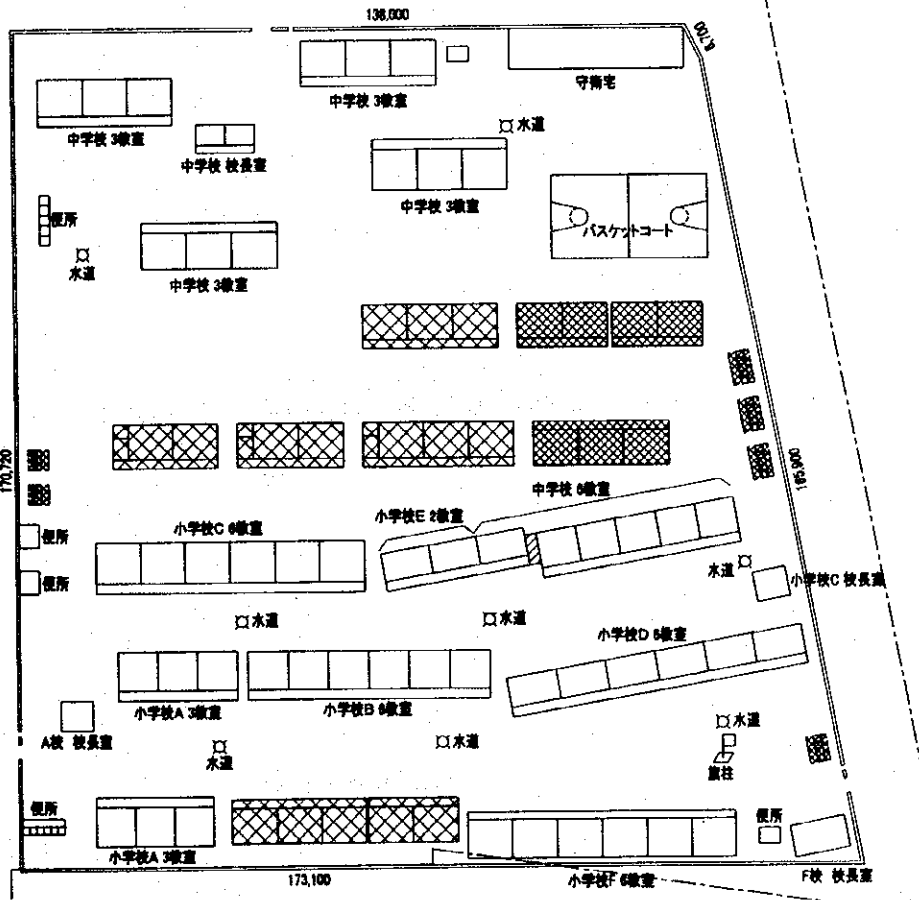 138,000
8,700
守衛宅
中学校 3教室
中学校 3教室
水道
中学校 校長室
中学校 3教室
便所
バスケットコート
水道
中学校 3教室
170,720
185,900
中学校 6教室
小学校E 2教室
小学校C 6教室
便所
水道
便所
小学校C 校長室
水道
水道
小学校D 6教室
小学校A 3教室
小学校B 6教室
A校 校長室
水道
水道
水道
旗柱
便所
便所
小学校A 3教室
173,100
小学校F 6教室
F校 校長室